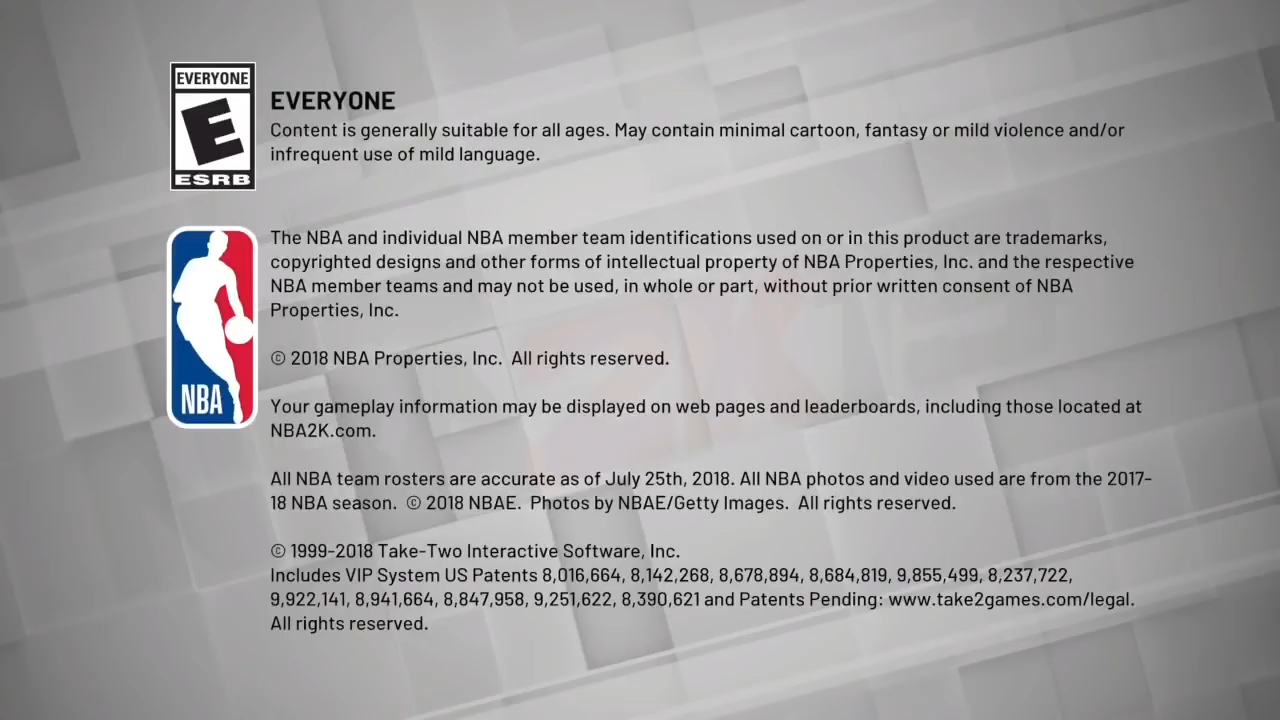 EVERYONE
E
ESRB
EVERYONE
Content is generally suitable for all ages. May contain minimal cartoon, fantasy or mild violence and/or
infrequent use of mild language.
NBA
The NBA and individual NBA member team identifications used on or in this product are trademarks,
copyrighted designs and other forms of intellectual property of NBA Properties, Inc. and the respective
NBA member teams and may not be used, in whole or part, without prior written consent of NBA
Properties, Inc.
© 2018 NBA Properties, Inc.  All rights reserved.
Your gameplay information may be displayed on web pages and leaderboards, including those located at
NBA2K.com.
All NBA team rosters are accurate as of July 25th, 2018. All NBA photos and video used are from the 2017-
18 NBA season.  © 2018 NBAE.  Photos by NBAE/Getty Images.  All rights reserved.
© 1999-2018 Take-Two Interactive Software, Inc.
Includes VIP System US Patents 8,016,664, 8,142,268, 8,678,894, 8,684,819, 9,855,499, 8,237,722,
9,922,141, 8,941,664, 8,847,958, 9,251,622, 8,390,621 and Patents Pending: www.take2games.com/legal.
All rights reserved.